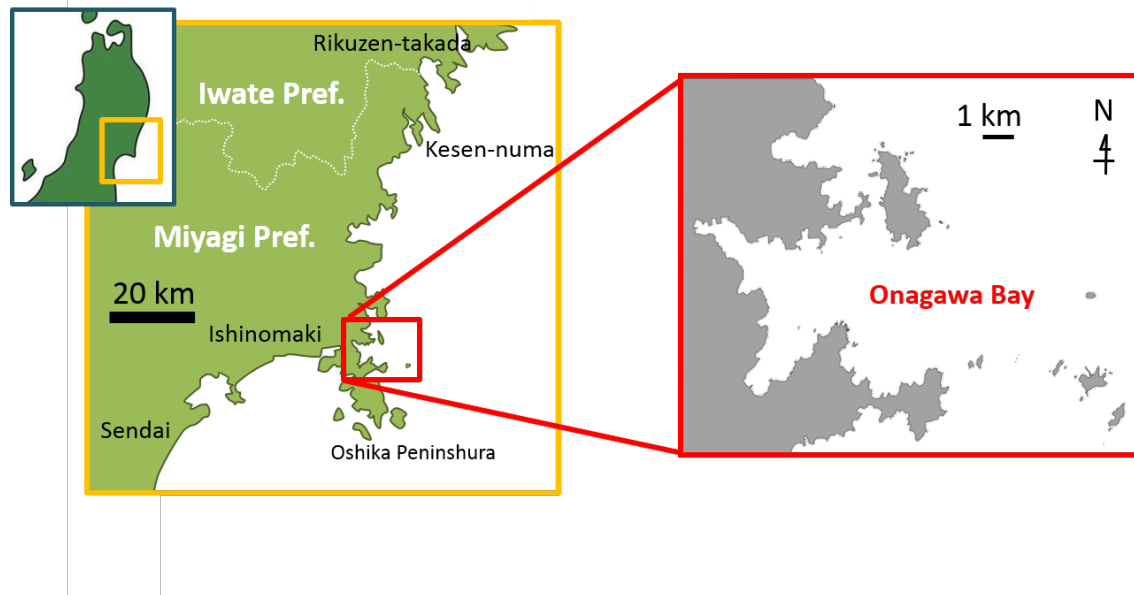 Rikuzen-takada
Iwate Pref.
Kesen-numa
Miyagi Pref.
20 km
Ishinomaki
Sendai
Oshika Peninshura
1 km
N
Onagawa Bay